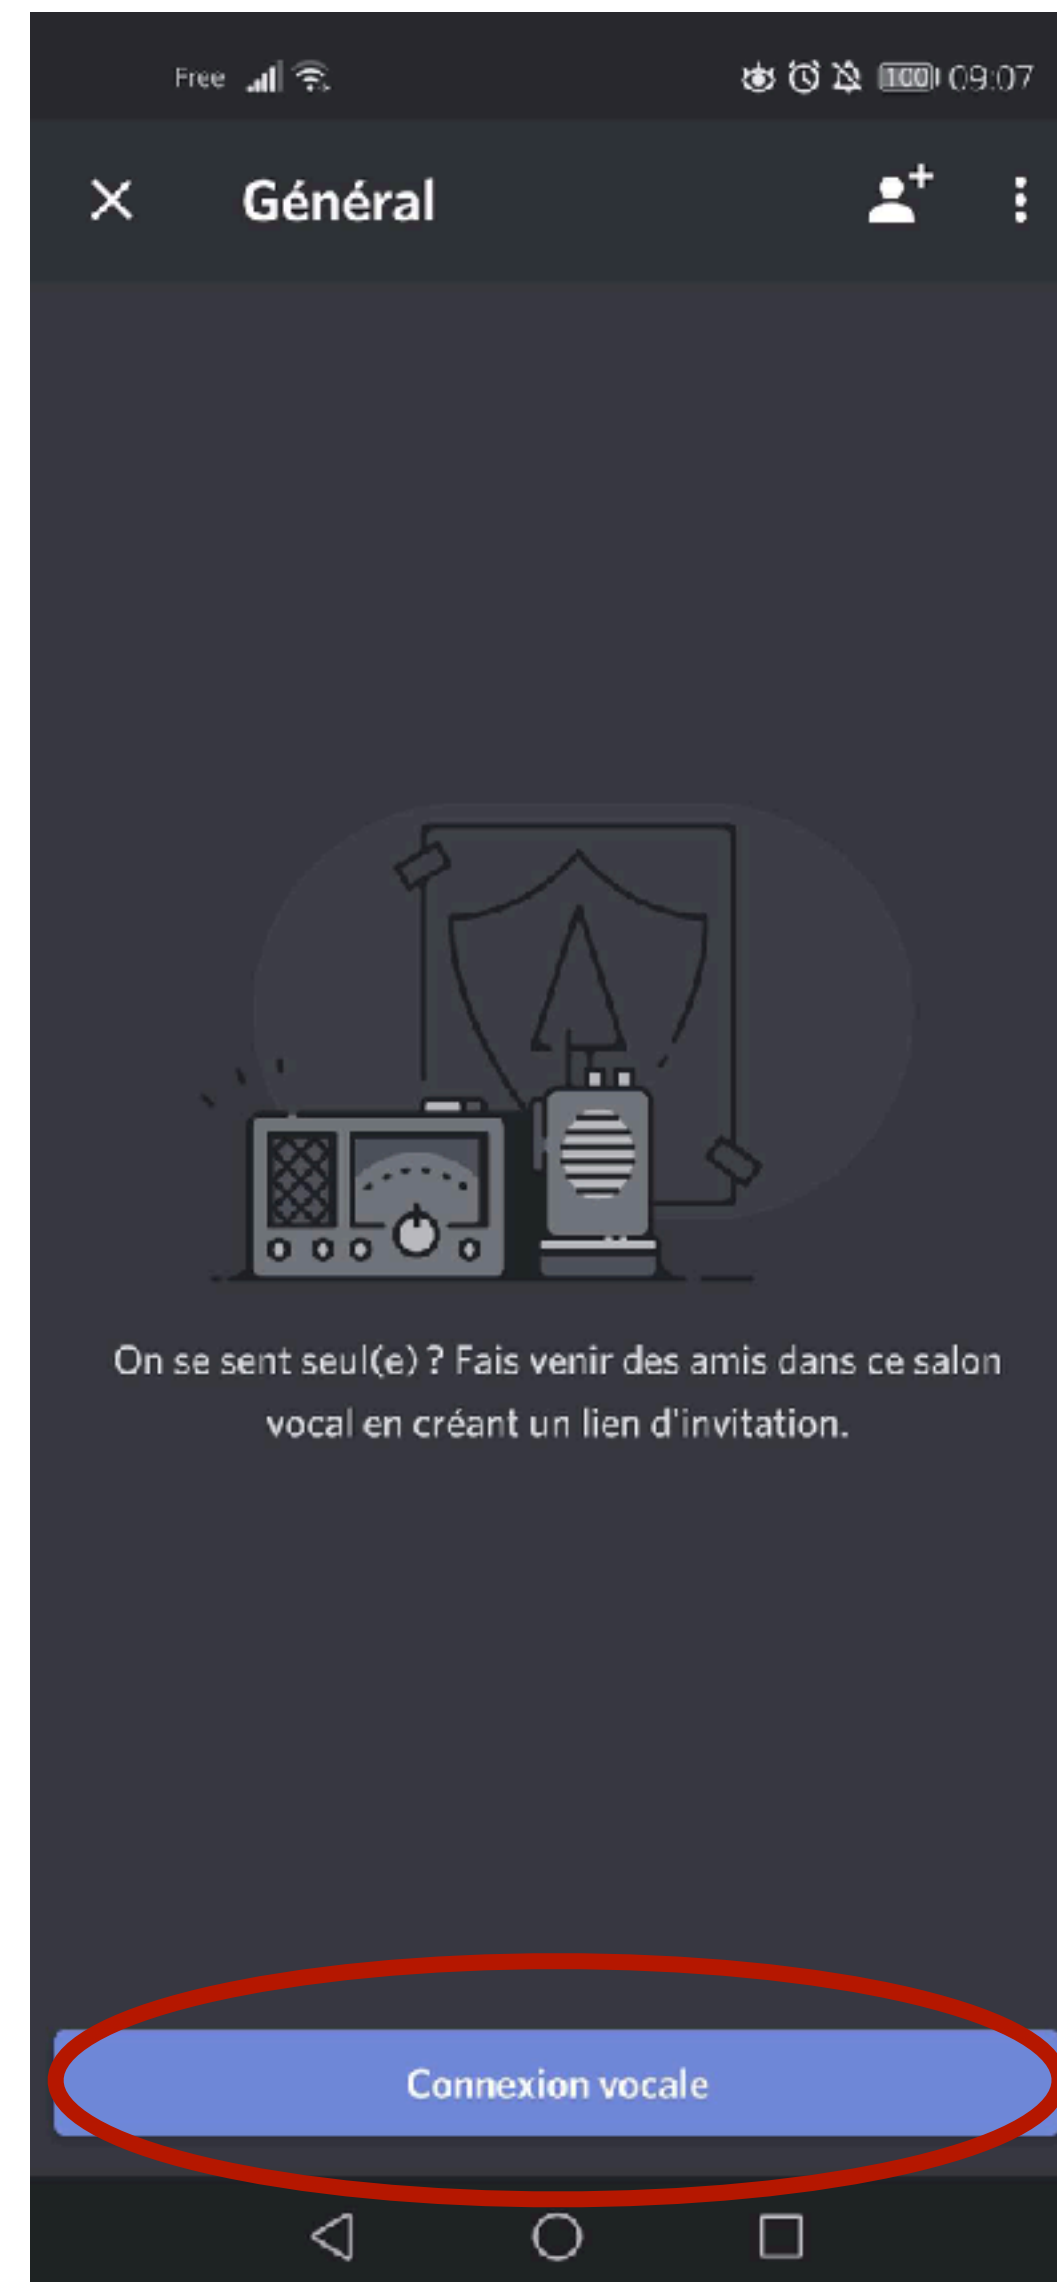 Free 100 09:07
Général
On se sent seul(e) ? Fais venir des amis dans ce salon
vocal en créant un lien d'invitation.
Connexion vocale